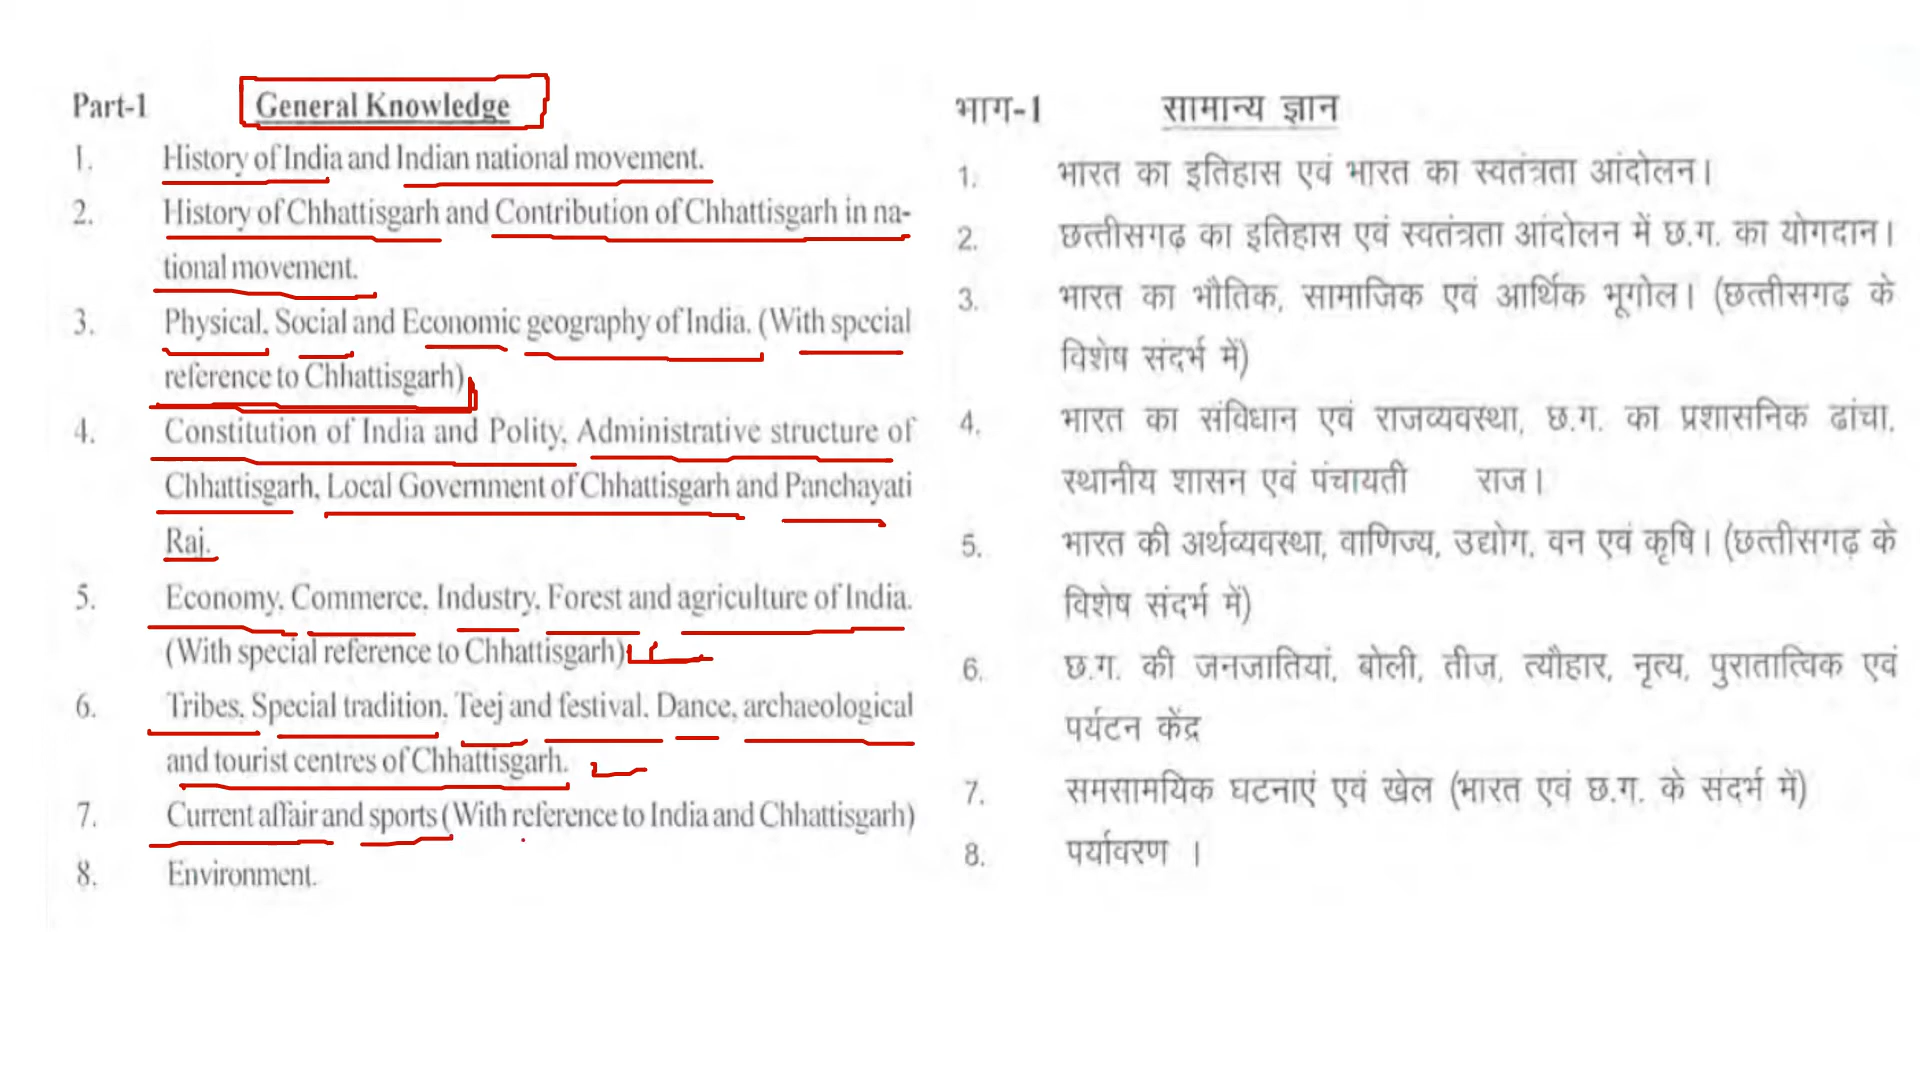 Part-1 General Knowledge
1. History of India and Indian national movement.
2. History of Chhattisgarh and Contribution of Chhattisgarh in na-
tional movement.
3. Physical, Social and Economic geography of India. (With special
reference to Chhattisgarh)
4. Constitution of India and Polity, Administrative structure of
Chhattisgarh, Local Government of Chhattisgarh and Panchayati
Raj.
5. Economy, Commerce, Industry, Forest and agriculture of India.
(With special reference to Chhattisgarh)
6. Tribes, Special tradition, Teej and festival, Dance, archaeological
and tourist centres of Chhattisgarh.
7. Current affair and sports (With reference to India and Chhattisgarh)
8. Environment.
भाग-1 सामान्य ज्ञान
1. भारत का इतिहास एवं भारत का स्वतंत्रता आंदोलन।
2. छत्तीसगढ़ का इतिहास एवं स्वतंत्रता आंदोलन में छ.ग. का योगदान।
3. भारत का भौतिक, सामाजिक एवं आर्थिक भूगोल। (छत्तीसगढ़ के
विशेष संदर्भ में)
4. भारत का संविधान एवं राजव्यवस्था, छ.ग. का प्रशासनिक ढांचा,
स्थानीय शासन एवं पंचायती राज।
5. भारत की अर्थव्यवस्था, वाणिज्य, उद्योग, वन एवं कृषि। (छत्तीसगढ़ के
विशेष संदर्भ में)
6. छ.ग. की जनजातियां, बोली, तीज, त्यौहार, नृत्य, पुरातात्विक एवं
पर्यटन केंद्र
7. समसामयिक घटनाएं एवं खेल (भारत एवं छ.ग. के संदर्भ में)
8. पर्यावरण ।